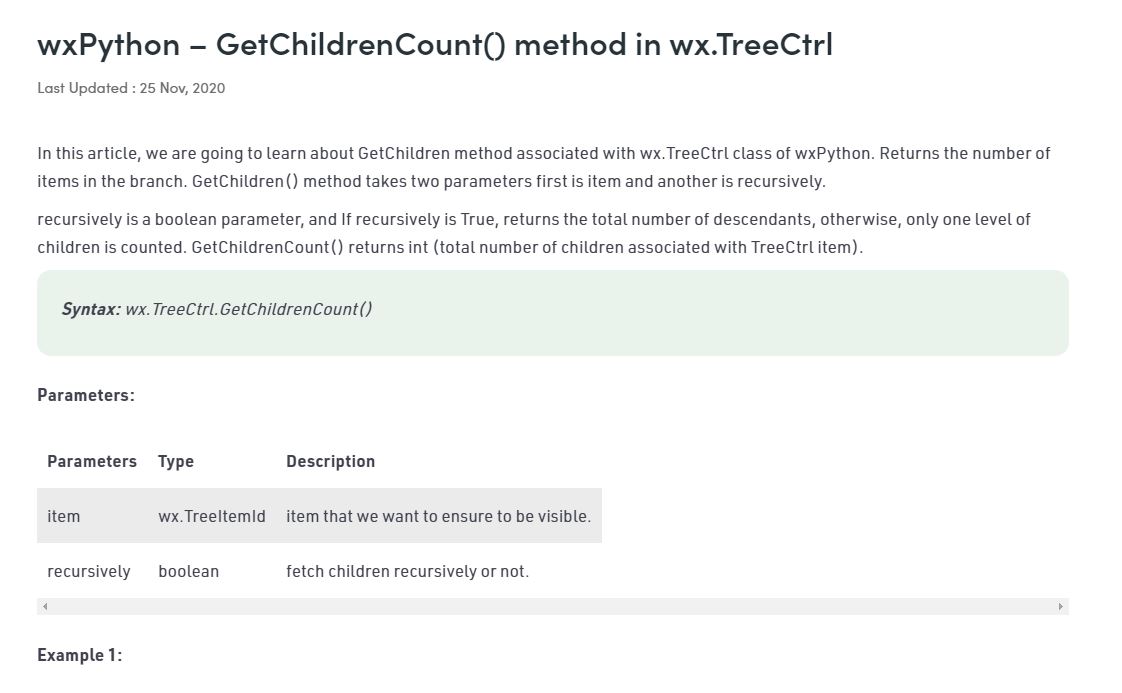 wxPython – GetChildrenCount() method in wx.TreeCtrl
Last Updated : 25 Nov, 2020
In this article, we are going to learn about GetChildren method associated with wx.TreeCtrl class of wxPython. Returns the number of
items in the branch. GetChildren() method takes two parameters first is item and another is recursively.
recursively is a boolean parameter, and If recursively is True, returns the total number of descendants, otherwise, only one level of
children is counted. GetChildrenCount() returns int (total number of children associated with TreeCtrl item).
Syntax: wx.TreeCtrl.GetChildrenCount()
Parameters:
Parameters Type Description
item wx.TreeItemId item that we want to ensure to be visible.
recursively boolean fetch children recursively or not.
Example 1: